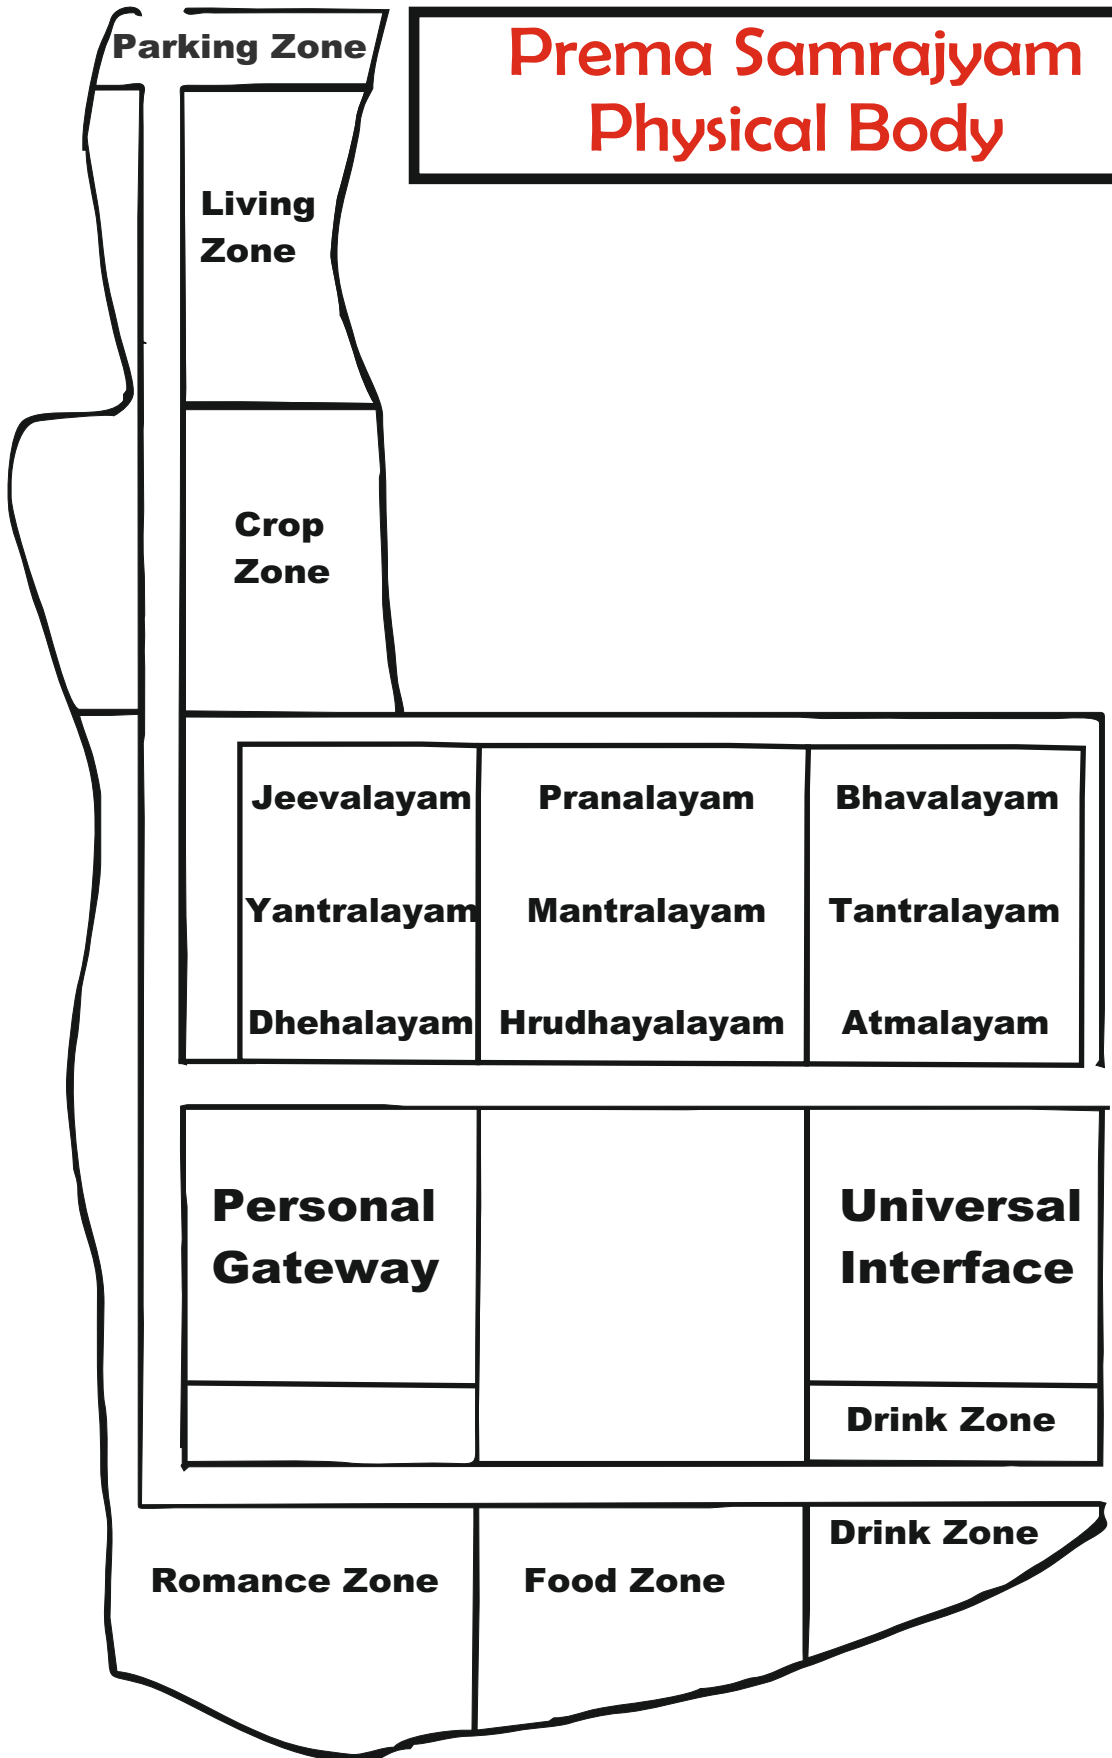 Prema Samrajyam
Physical Body
Parking Zone
Living
Zone
Crop
Zone
Jeevalayam
Pranalayam
Bhavalayam
Yantralayam
Mantralayam
Tantralayam
Dhehalayam
Hrudhayalayam
Atmalayam
Personal
Gateway
Universal
Interface
Drink Zone
Drink Zone
Romance Zone
Food Zone